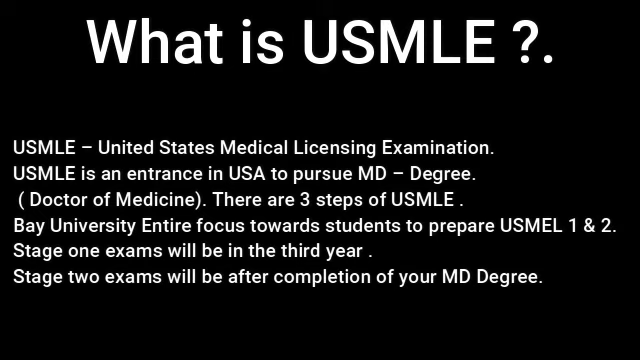 What is USMLE ?.
USMLE – United States Medical Licensing Examination.
USMLE is an entrance in USA to pursue MD – Degree.
( Doctor of Medicine). There are 3 steps of USMLE .
Bay University Entire focus towards students to prepare USMEL 1 & 2.
Stage one exams will be in the third year .
Stage two exams will be after completion of your MD Degree.